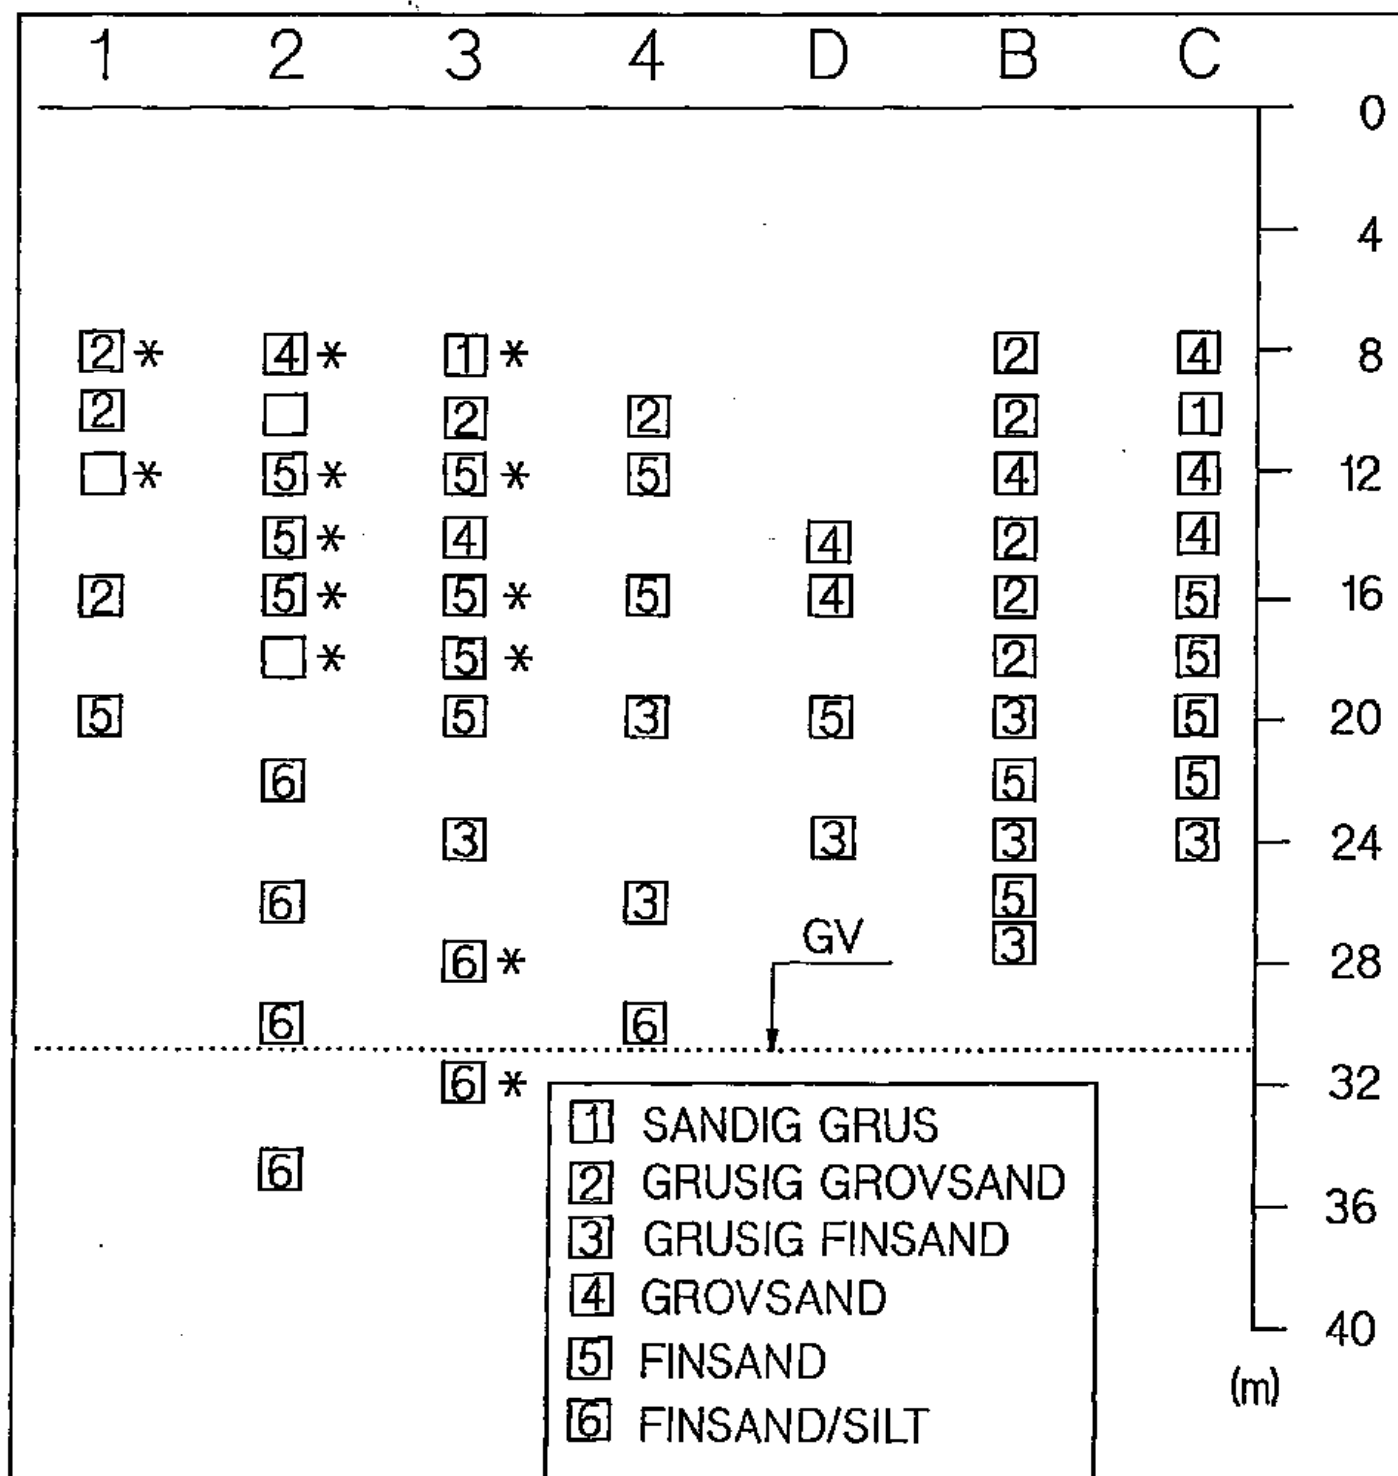 1 2 3 4 D B C
0
4
2* 4* 1* 2 4 8
2 2 2 2 1
* 5* 5* 5 4 4 12
5* 4 4 2 4
2 5* 5* 5 4 2 5 16
* 5* 2 5
5 5 3 5 3 5 20
6 5 5
3 3 3 3 24
6 3 5
GV 3
6* 28
6 6
6* 32
6
36
40
(m)
1 SANDIG GRUS
2 GRUSIG GROVSAND
3 GRUSIG FINSAND
4 GROVSAND
5 FINSAND
6 FINSAND/SILT